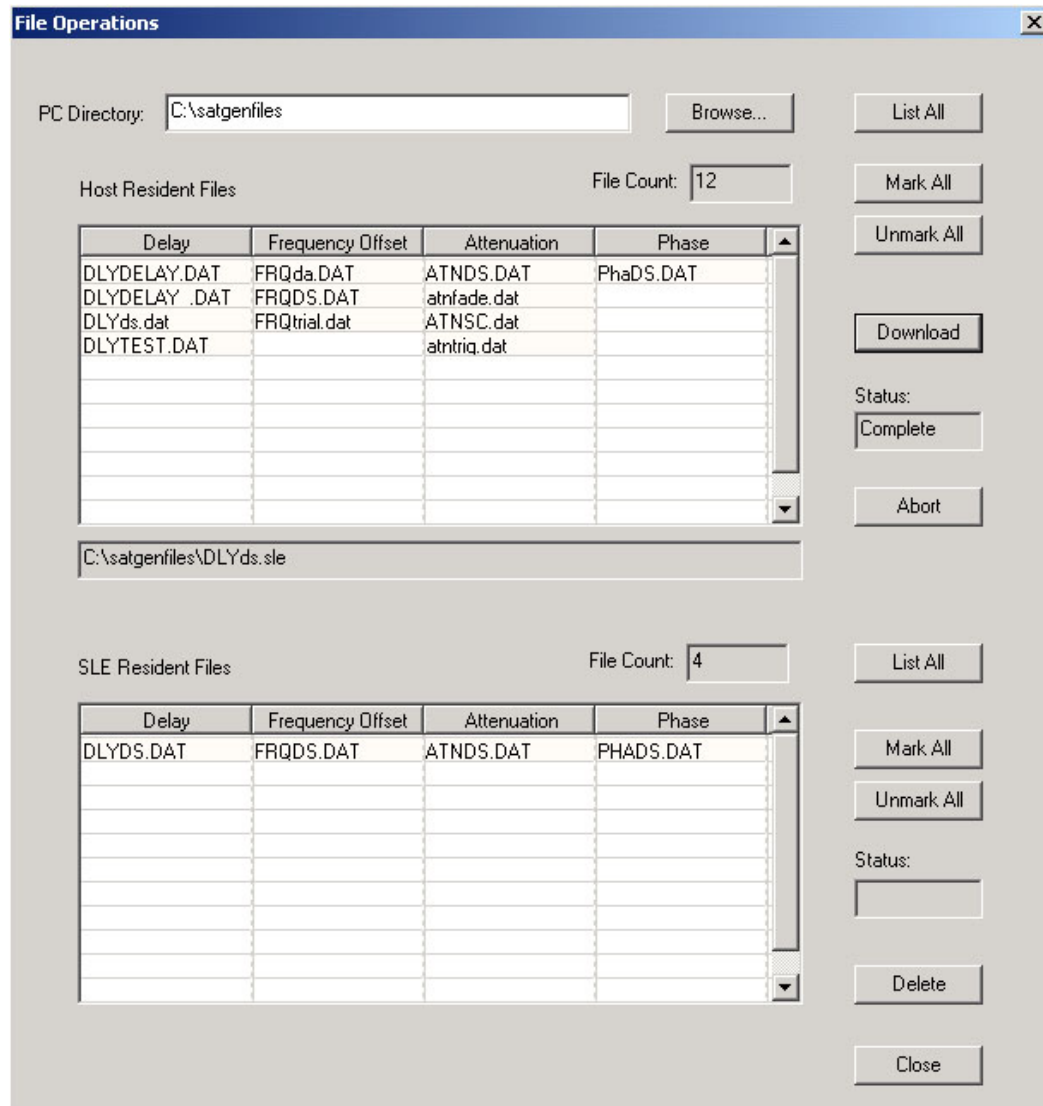 File Operations
PC Directory: C:\satgenfiles Browse... List All
Host Resident Files File Count: 12 Mark All
Unmark All
Delay Frequency Offset Attenuation Phase
DLYDELAY.DAT FRQda.DAT ATNDS.DAT PhaDS.DAT
DLYDELAY .DAT FRQDS.DAT atnfade.dat
DLYds.dat FRQtrial.dat ATNSC.dat
DLYTEST.DAT atntrig.dat
Download
Status:
Complete
Abort
C:\satgenfiles\DLYds.sle
SLE Resident Files File Count: 4 List All
Delay Frequency Offset Attenuation Phase
DLYDS.DAT FRQDS.DAT ATNDS.DAT PHADS.DAT
Mark All
Unmark All
Status:
Delete
Close